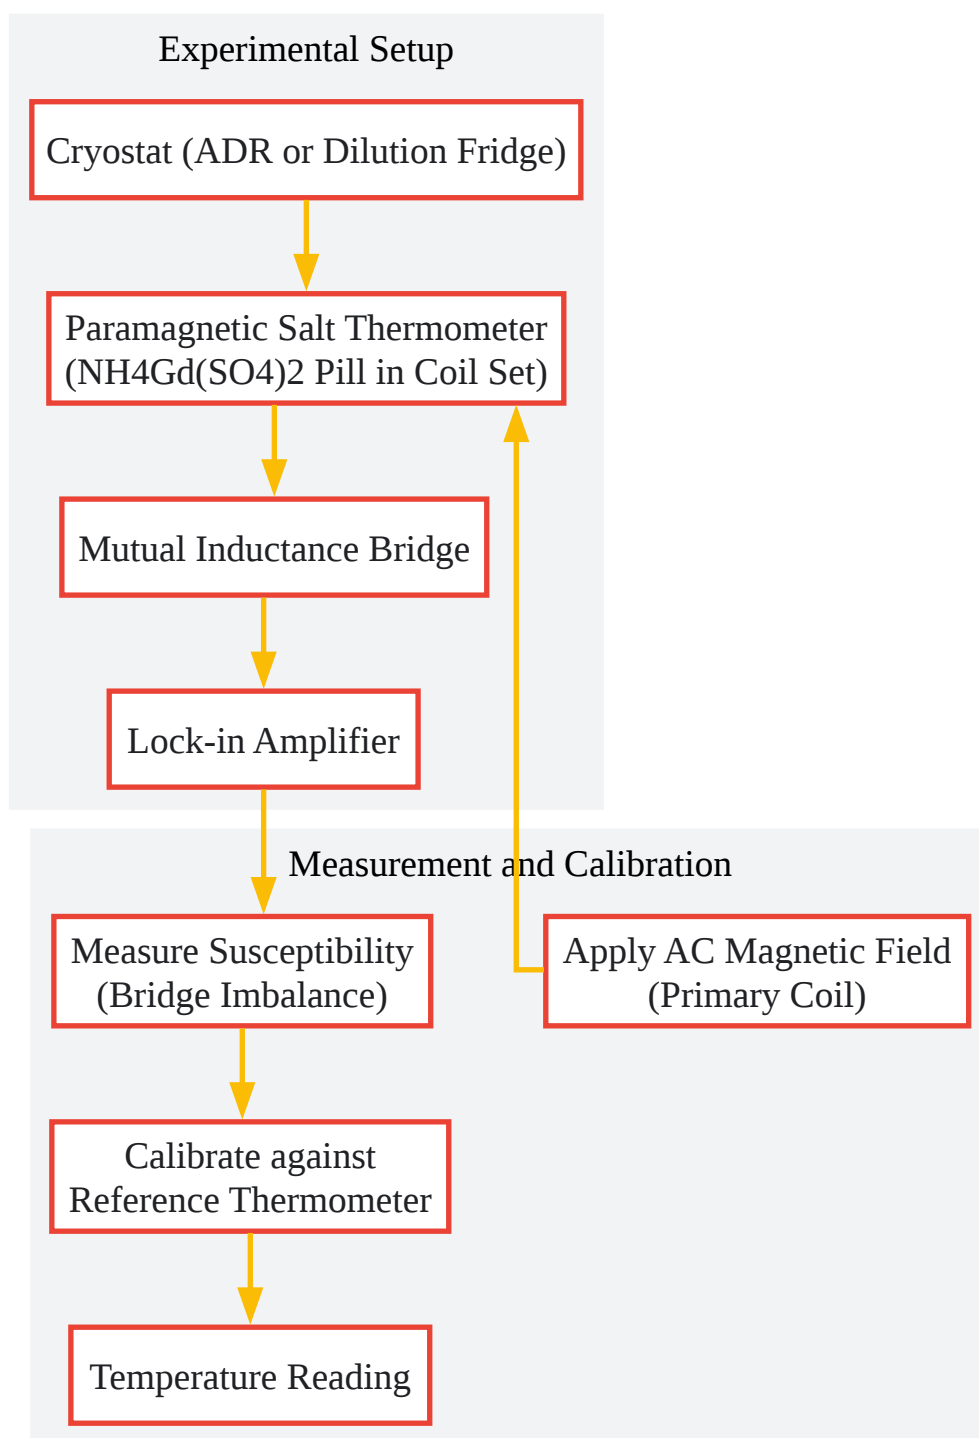 Experimental Setup
Cryostat (ADR or Dilution Fridge)
Paramagnetic Salt Thermometer
(NH4Gd(SO4)2 Pill in Coil Set)
Mutual Inductance Bridge
Lock-in Amplifier
Measurement and Calibration
Measure Susceptibility
(Bridge Imbalance)
Apply AC Magnetic Field
(Primary Coil)
Calibrate against
Reference Thermometer
Temperature Reading